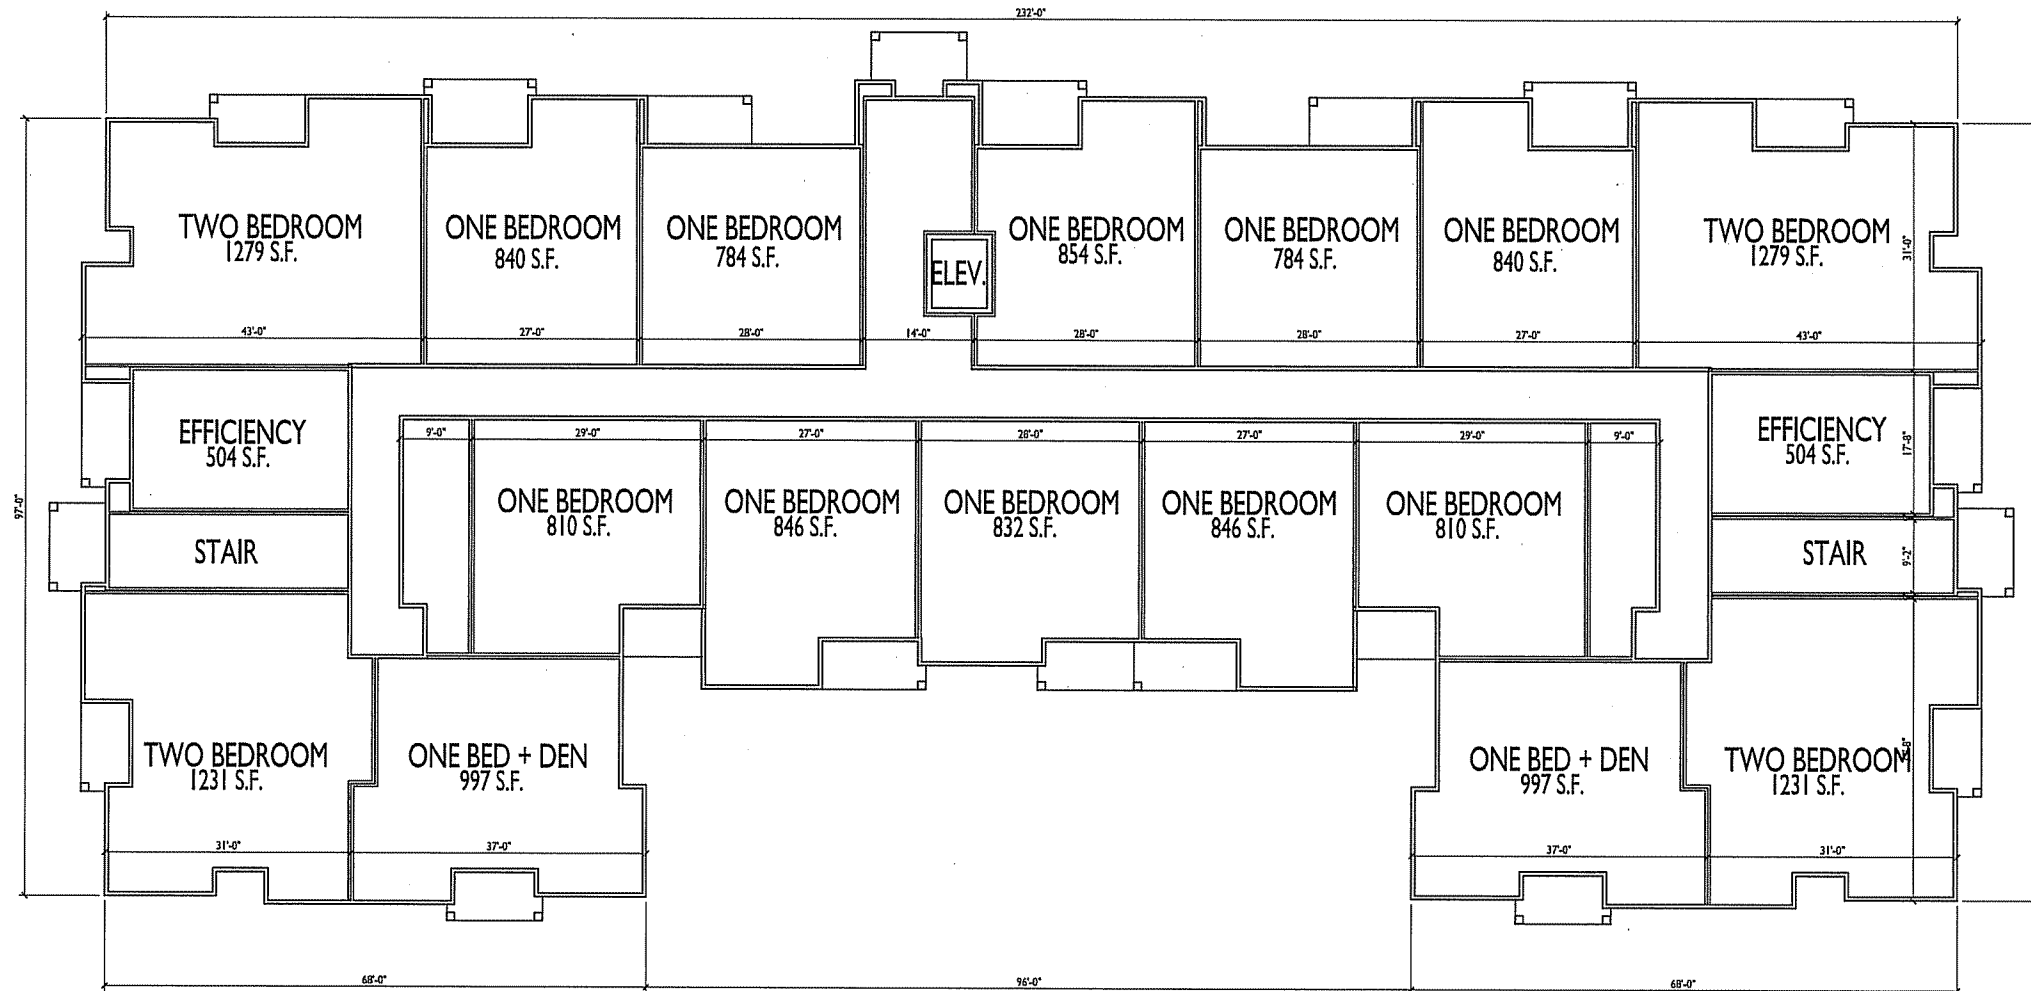 232'-0"
TWO BEDROOM
1279 S.F.
ONE BEDROOM
840 S.F.
ONE BEDROOM
784 S.F.
ELEV.
ONE BEDROOM
854 S.F.
ONE BEDROOM
784 S.F.
ONE BEDROOM
840 S.F.
TWO BEDROOM
1279 S.F.
31'-0"
43'-0"
27'-0"
28'-0"
14'-0"
28'-0"
28'-0"
27'-0"
43'-0"
EFFICIENCY
504 S.F.
9'-0"
29'-0"
27'-0"
28'-0"
27'-0"
29'-0"
9'-0"
EFFICIENCY
504 S.F.
17'-8"
97'-0"
ONE BEDROOM
810 S.F.
ONE BEDROOM
846 S.F.
ONE BEDROOM
832 S.F.
ONE BEDROOM
846 S.F.
ONE BEDROOM
810 S.F.
STAIR
STAIR
9'-2"
TWO BEDROOM
1231 S.F.
ONE BED + DEN
997 S.F.
ONE BED + DEN
997 S.F.
TWO BEDROOM
1231 S.F.
31'-0"
37'-0"
37'-0"
31'-0"
68'-0"
96'-0"
68'-0"